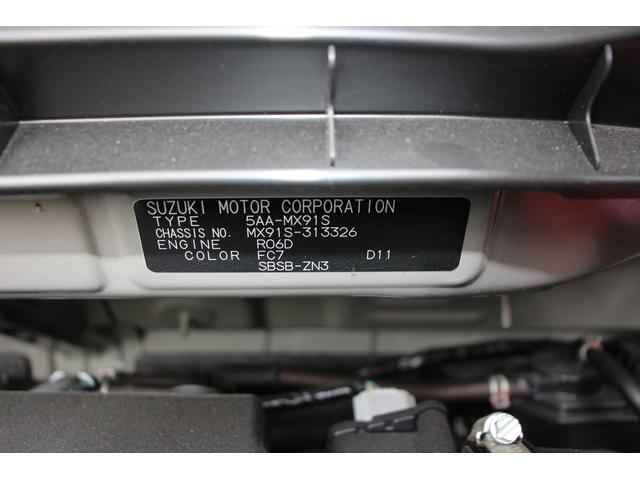 SUZUKI MOTOR CORPORATION
TYPE 5AA-MX91S
CHASSIS NO. MX91S-313326
ENGINE R06D
COLOR FC7 D11
SBSB-ZN3